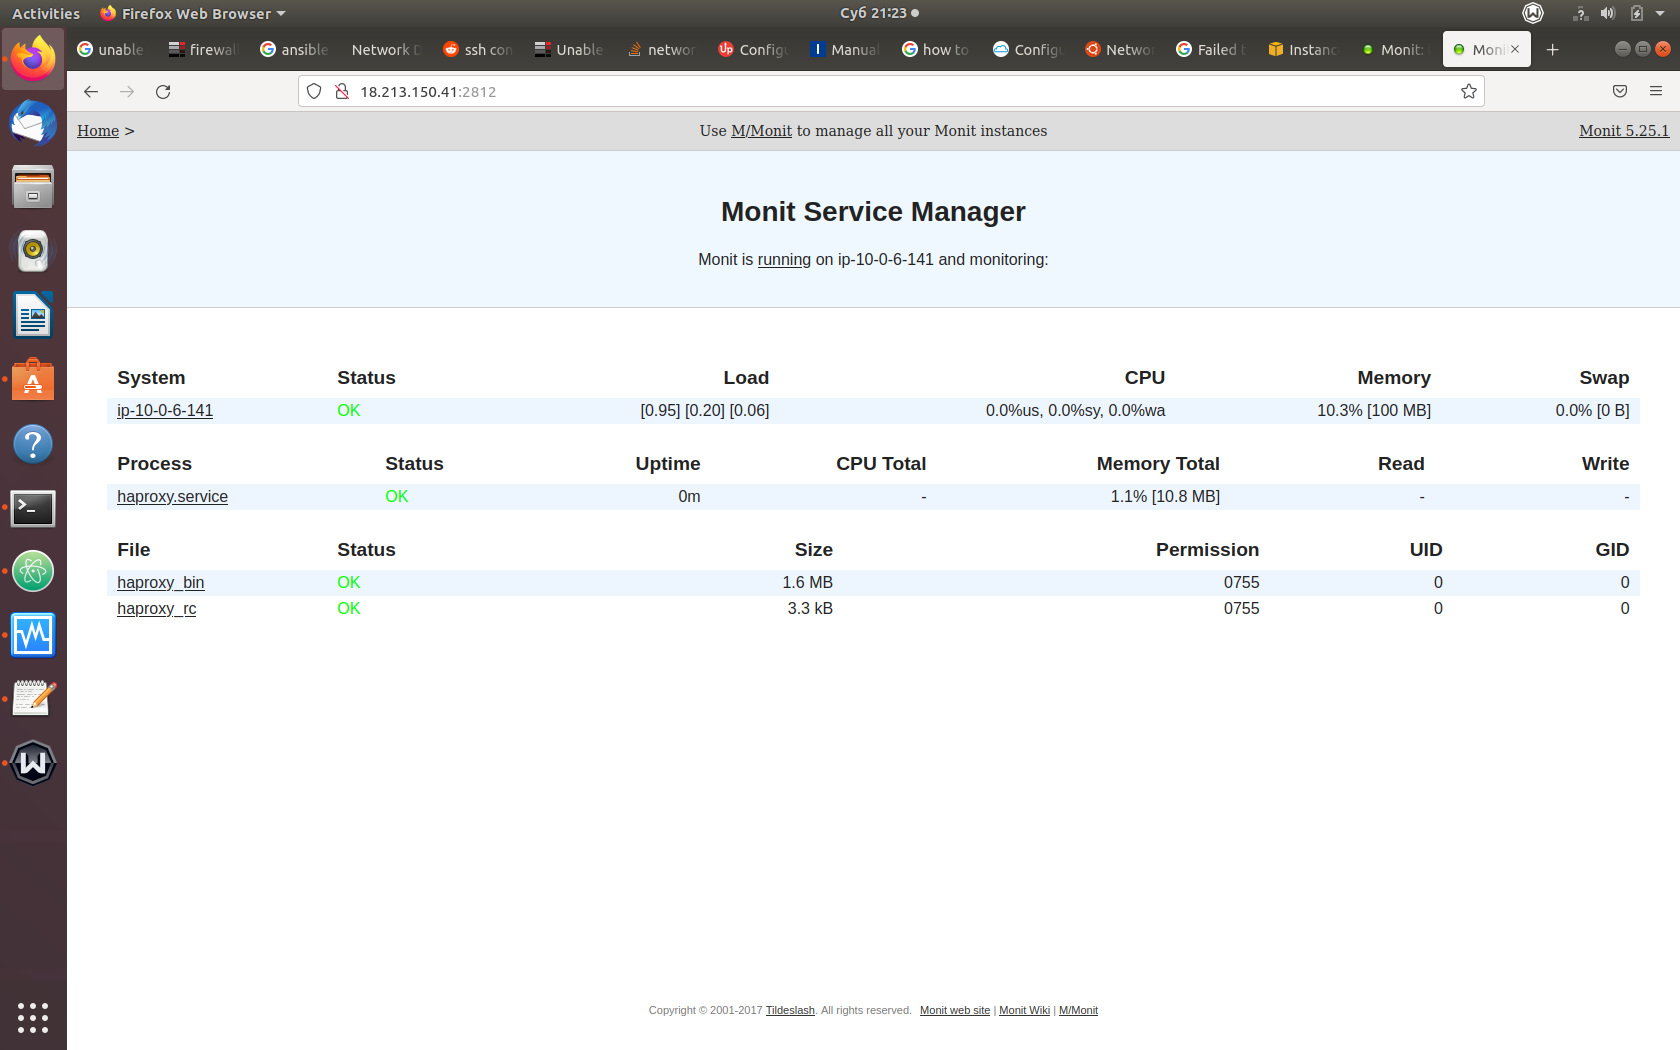 Activities Firefox Web Browser Суб 21:23
unable firewall ansible Network D ssh con Unable networ Configu Manual how to Configu Networ Failed t Instanc Monit: Moni
18.213.150.41:2812
Home > Use M/Monit to manage all your Monit instances Monit 5.25.1
Monit Service Manager
Monit is running on ip-10-0-6-141 and monitoring:
System Status Load CPU Memory Swap
ip-10-0-6-141 OK [0.95] [0.20] [0.06] 0.0%us, 0.0%sy, 0.0%wa 10.3% [100 MB] 0.0% [0 B]
Process Status Uptime CPU Total Memory Total Read Write
haproxy.service OK 0m - 1.1% [10.8 MB] - -
File Status Size Permission UID GID
haproxy_bin OK 1.6 MB 0755 0 0
haproxy_rc OK 3.3 kB 0755 0 0
Copyright © 2001-2017 Tildeslash. All rights reserved. Monit web site | Monit Wiki | M/Monit